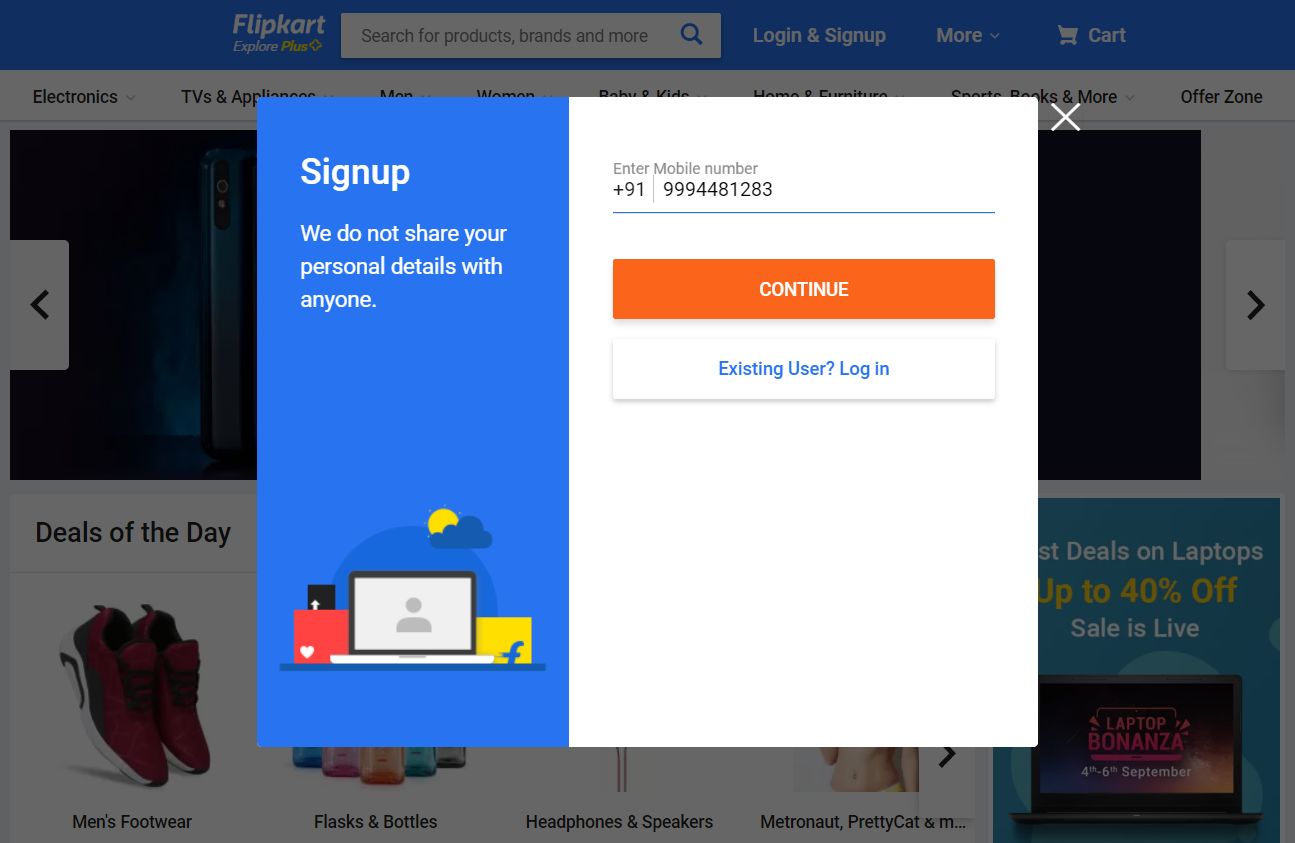 Flipkart
Explore Plus
Search for products, brands and more
Login & Signup
More
Cart
Electronics
TVs & Appliances
Men
Women
Baby & Kids
Home & Furniture
Sports, Books & More
Offer Zone
Signup
We do not share your
personal details with
anyone.
Enter Mobile number
+91 9994481283
CONTINUE
Existing User? Log in
Deals of the Day
st Deals on Laptops
Up to 40% Off
Sale is Live
LAPTOP
BONANZA
4th-6th September
Men's Footwear
Flasks & Bottles
Headphones & Speakers
Metronaut, PrettyCat & m...